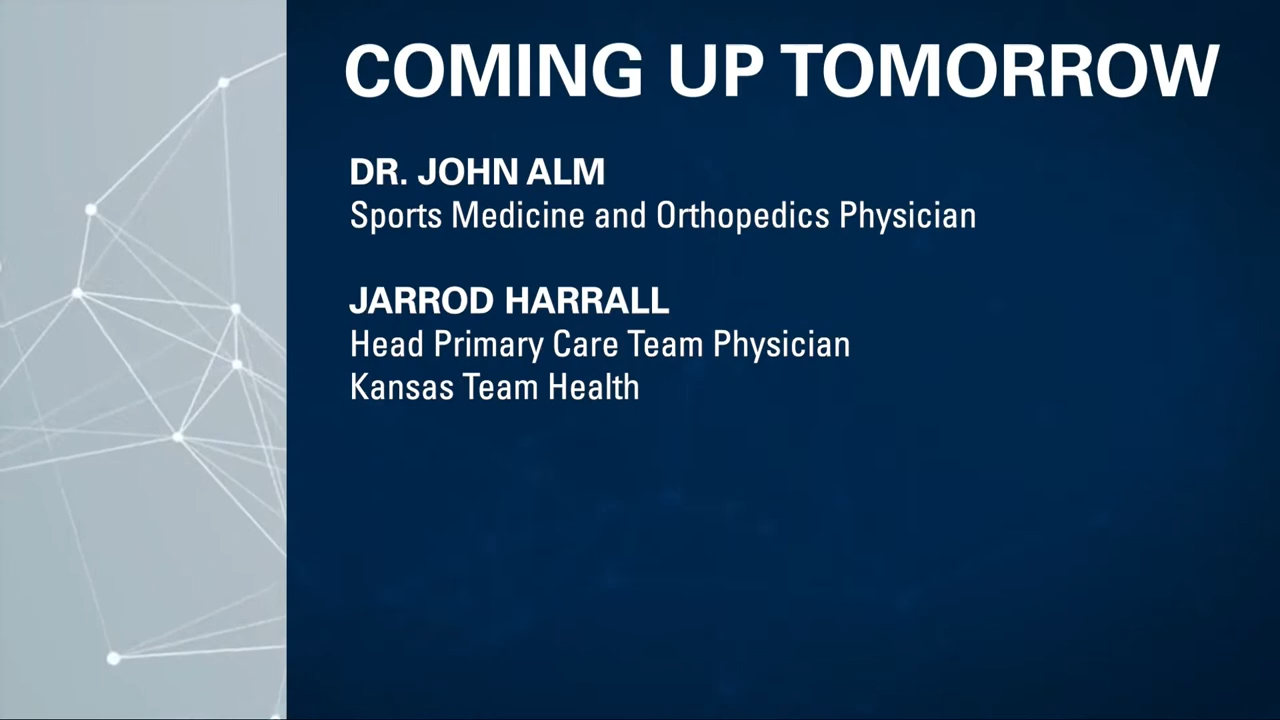 COMING UP TOMORROW
DR. JOHN ALM
Sports Medicine and Orthopedics Physician
JARROD HARRALL
Head Primary Care Team Physician
Kansas Team Health